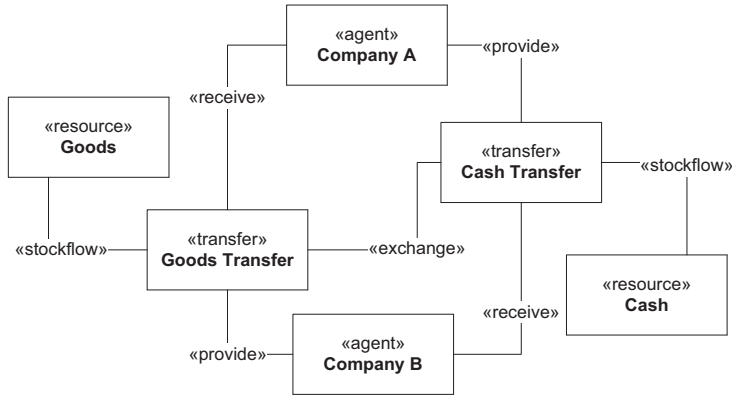 «agent»
Company A
«provide»
«receive»
«resource»
Goods
«transfer»
Cash Transfer
«stockflow»
«stockflow»
«transfer»
Goods Transfer
«exchange»
«resource»
Cash
«receive»
«agent»
Company B
«provide»